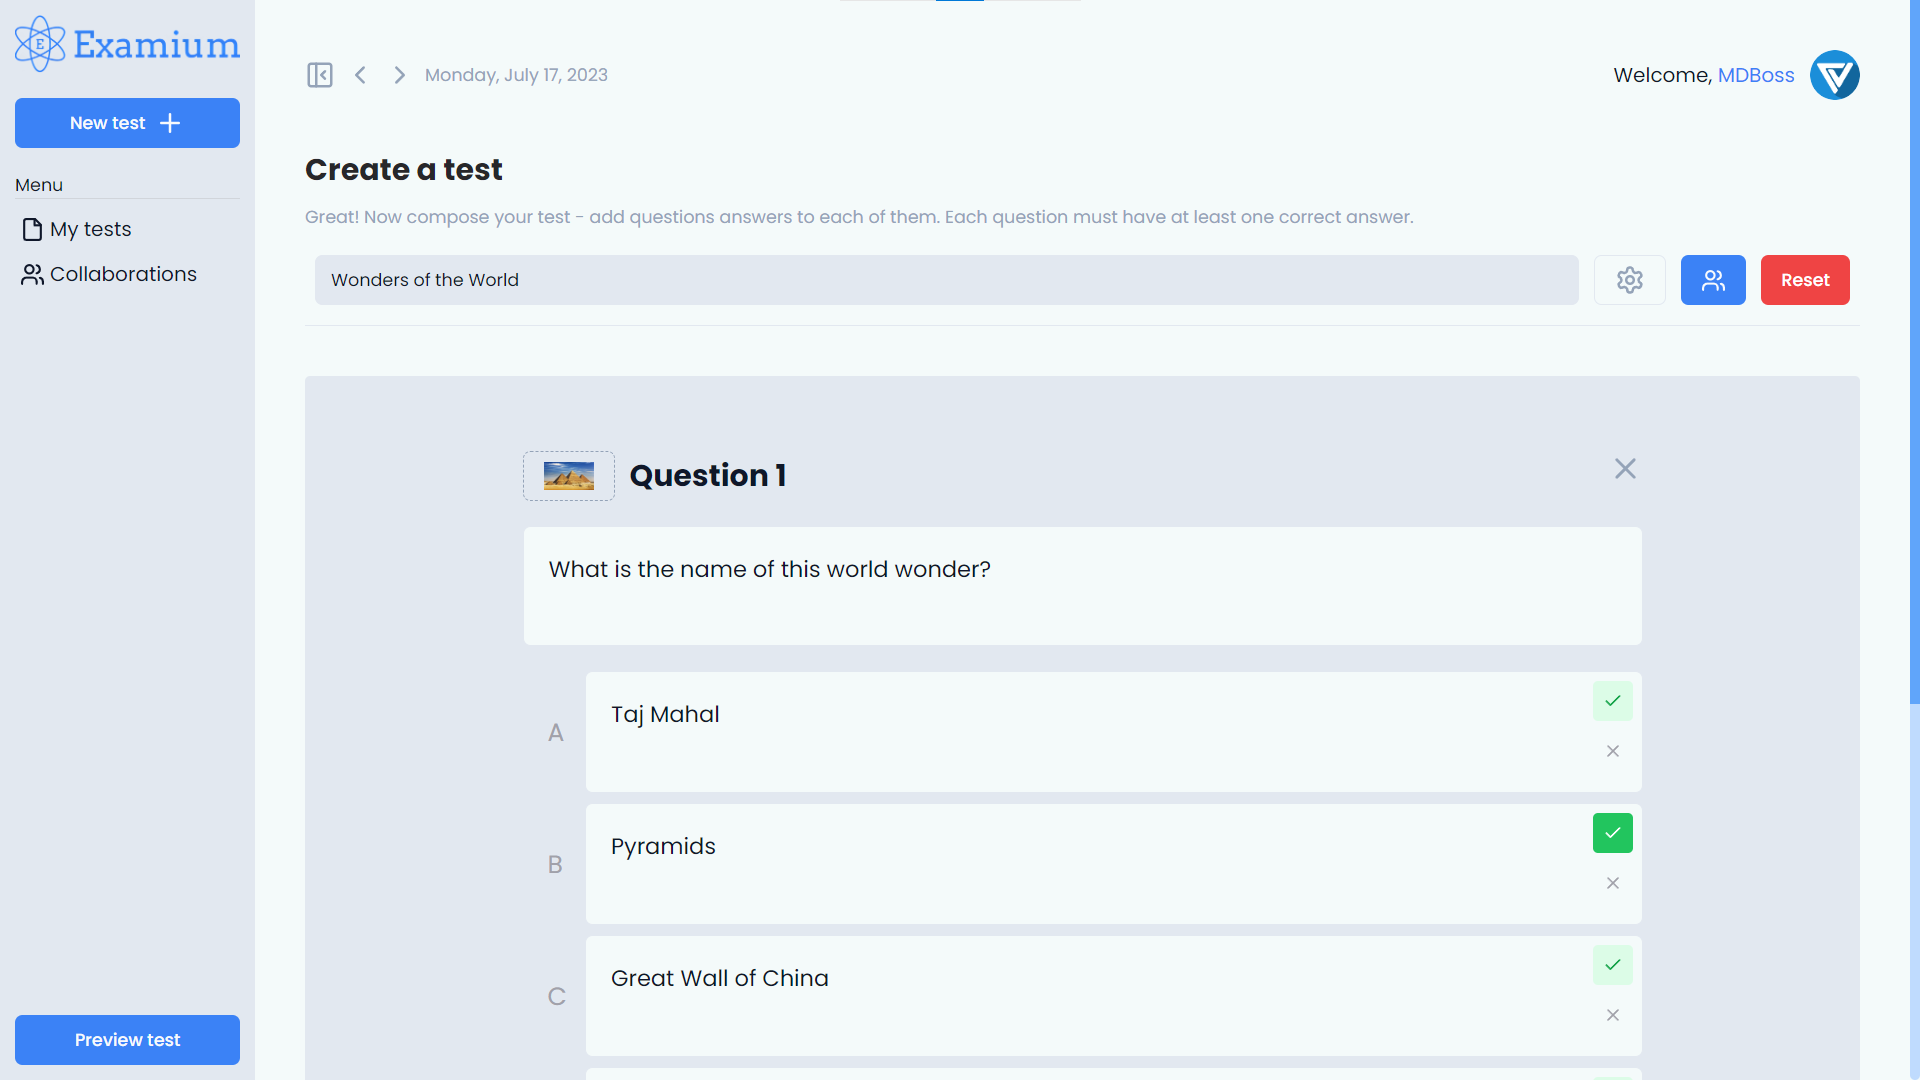 E Examium
New test
Menu
My tests
Collaborations
Preview test
Monday, July 17, 2023
Welcome, MDBoss
Create a test
Great! Now compose your test - add questions answers to each of them. Each question must have at least one correct answer.
Wonders of the World
Reset
Question 1
What is the name of this world wonder?
A
Taj Mahal
B
Pyramids
C
Great Wall of China